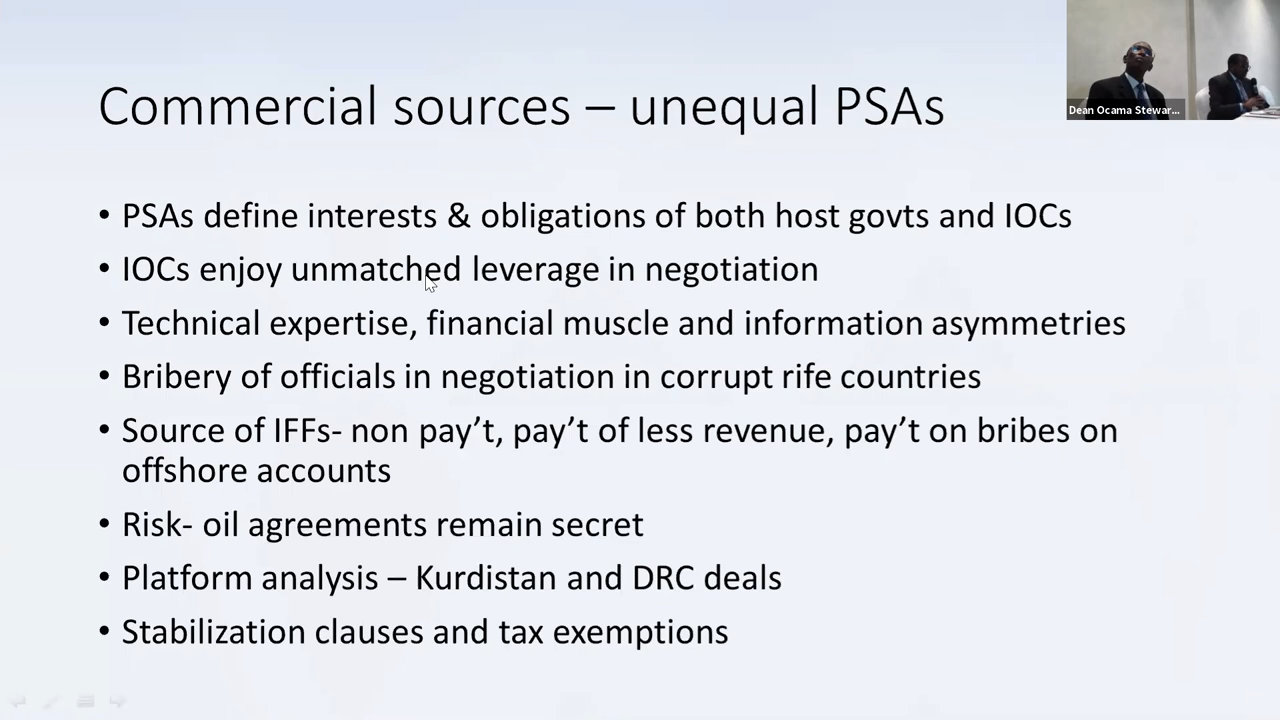 Commercial sources – unequal PSAs
Dean Ocama Stewar...
• PSAs define interests & obligations of both host govts and IOCs
• IOCs enjoy unmatched leverage in negotiation
• Technical expertise, financial muscle and information asymmetries
• Bribery of officials in negotiation in corrupt rife countries
• Source of IFFs- non pay’t, pay’t of less revenue, pay’t on bribes on
offshore accounts
• Risk- oil agreements remain secret
• Platform analysis – Kurdistan and DRC deals
• Stabilization clauses and tax exemptions